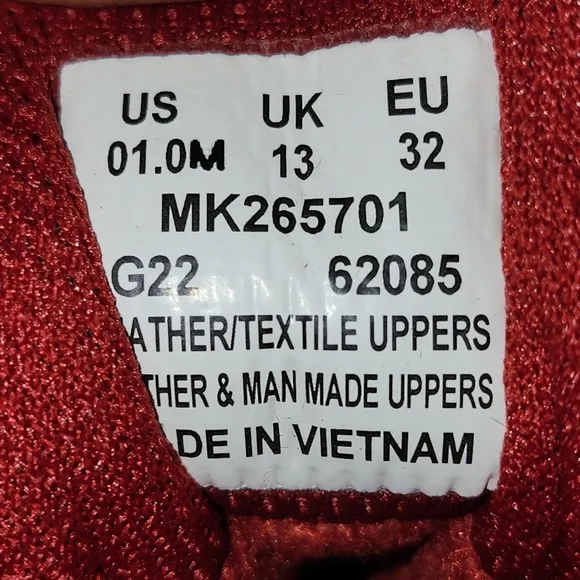 US UK EU
01.0M 13 32
MK265701
G22 62085
ATHER/TEXTILE UPPERS
THER & MAN MADE UPPERS
DE IN VIETNAM